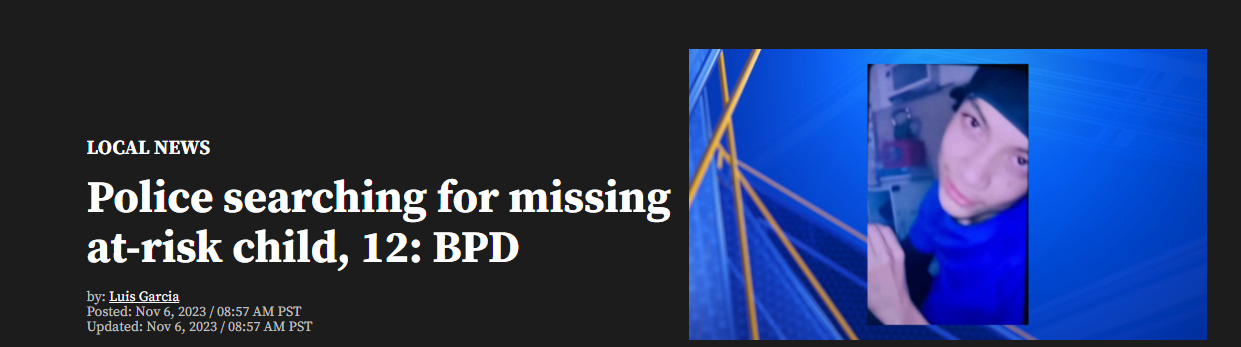 LOCAL NEWS
Police searching for missing
at-risk child, 12: BPD
by: Luis Garcia
Posted: Nov 6, 2023 / 08:57 AM PST
Updated: Nov 6, 2023 / 08:57 AM PST